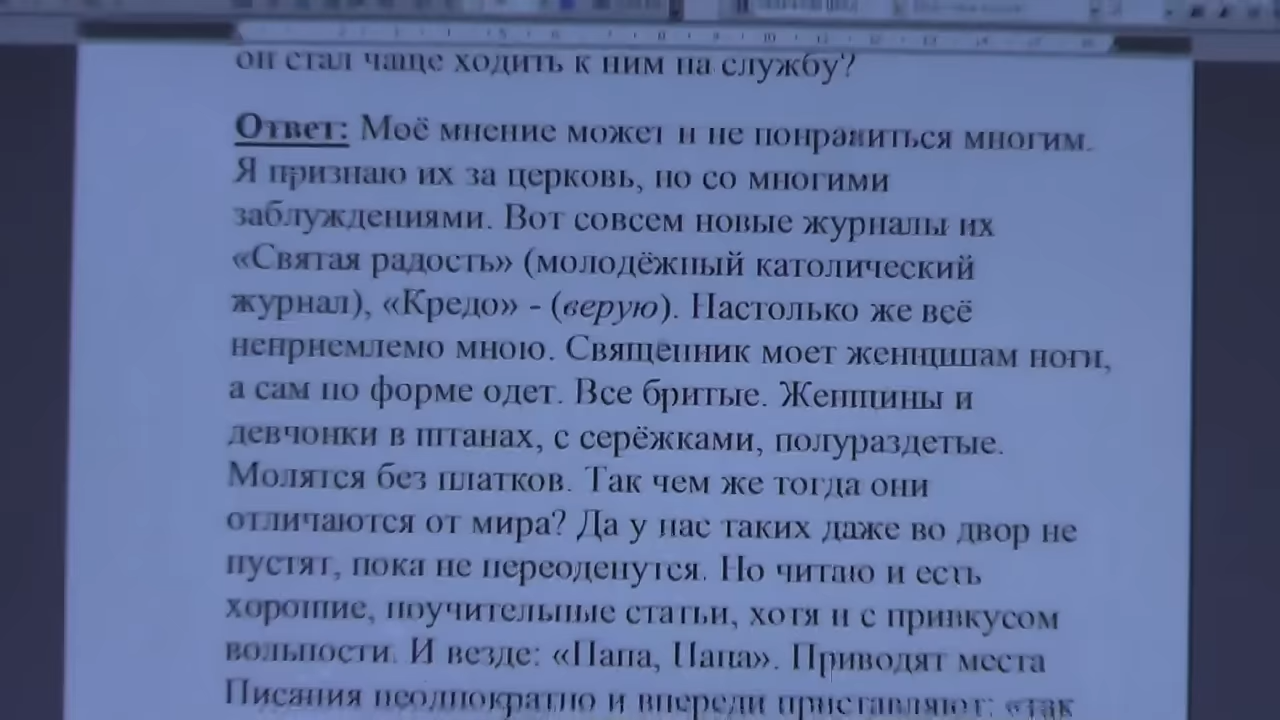 он стал чаще ходить к ним на службу?
Ответ: Моё мнение может и не понравиться многим.
Я признаю их за церковь, но со многими
заблуждениями. Вот совсем новые журналы их
«Святая радость» (молодёжный католический
журнал), «Кредо» - (верую). Настолько же всё
неприемлемо мною. Священник моет женщинам ноги,
а сам по форме одет. Все бритые. Женщины и
девчонки в штанах, с серёжками, полураздетые.
Молятся без платков. Так чем же тогда они
отличаются от мира? Да у нас таких даже во двор не
пустят, пока не переоденутся. Но читаю и есть
хорошие, поучительные статьи, хотя и с привкусом
вольности. И везде: «Папа, Папа». Приводят места
Писания неоднократно и впереди приставляют: «так